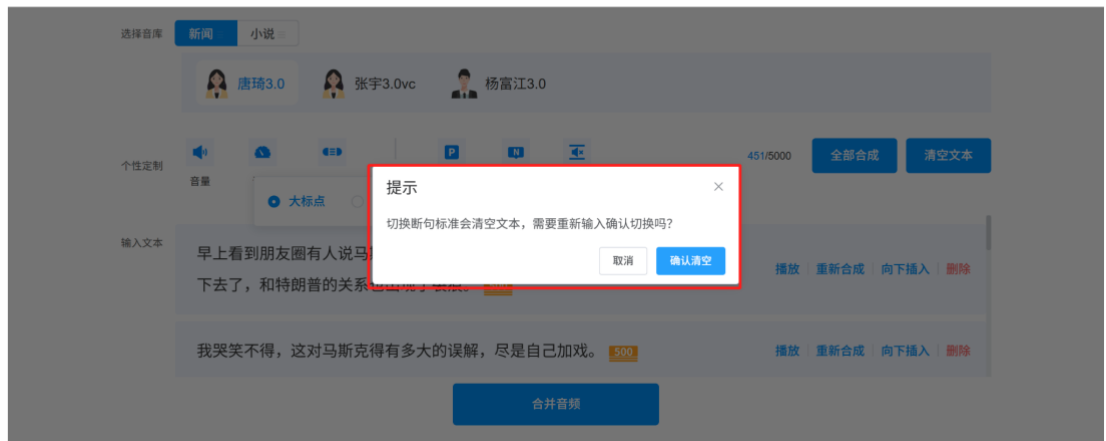 选择音库
新闻
小说
唐琦3.0
张宇3.0vc
杨富江3.0
个性定制
音量
P
N
451/5000
全部合成
清空文本
大标点
提示
×
切换断句标准会清空文本，需要重新输入确认切换吗？
取消
确认清空
输入文本
早上看到朋友圈有人说马
下去了，和特朗普的关系
播放
重新合成
向下插入
删除
我哭笑不得，这对马斯克得有多大的误解，尽是自己加戏。
500
播放
重新合成
向下插入
删除
合并音频